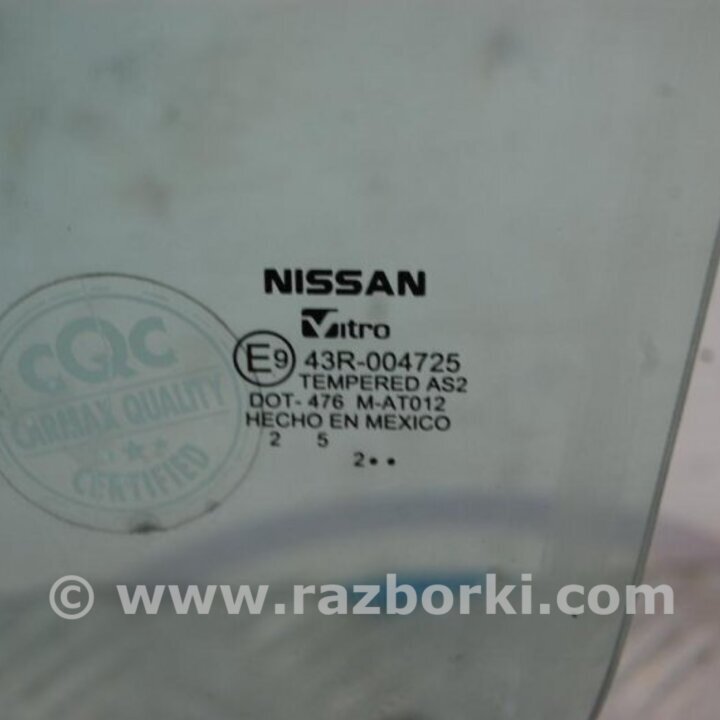 NISSAN
Vitro
E9 43R-004725
TEMPERED AS2
DOT- 476 M-AT012
HECHO EN MEXICO
2 5
2••
CQC
CARMAX QUALITY
CERTIFIED
© www.razborki.com